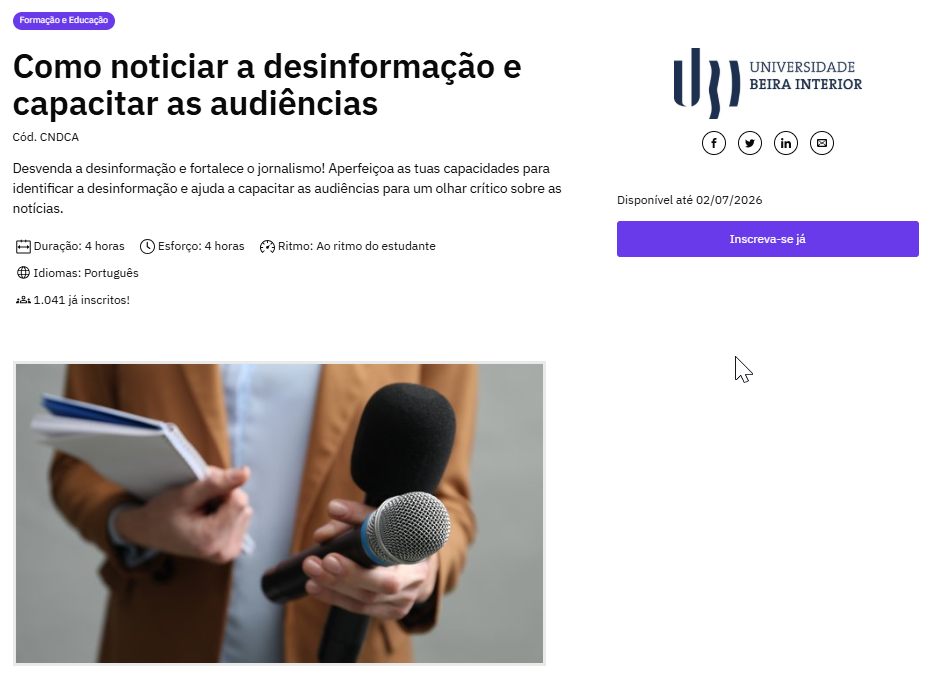 Formação e Educação
Como noticiar a desinformação e
capacitar as audiências
Cód. CNDCA
Desvenda a desinformação e fortalece o jornalismo! Aperfeiçoa as tuas capacidades para
identificar a desinformação e ajuda a capacitar as audiências para um olhar crítico sobre as
notícias.
Duração: 4 horas Esforço: 4 horas Ritmo: Ao ritmo do estudante
Idiomas: Português
1.041 já inscritos!
UNIVERSIDADE
BEIRA INTERIOR
Disponível até 02/07/2026
Inscreva-se já